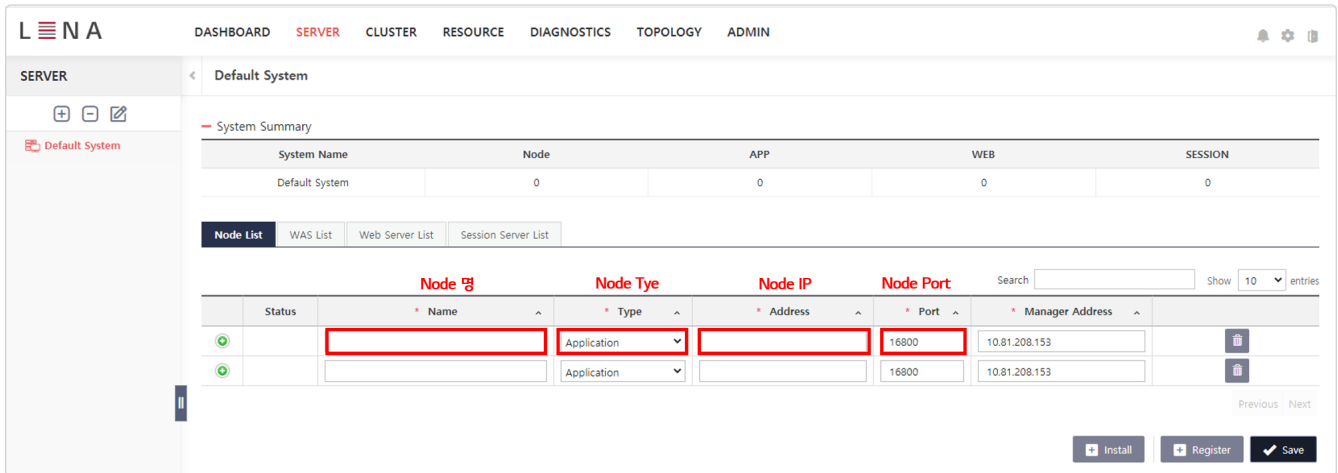 LENA DASHBOARD SERVER CLUSTER RESOURCE DIAGNOSTICS TOPOLOGY ADMIN
SERVER
Default System
Default System
System Summary
System Name Node APP WEB SESSION
Default System 0 0 0 0
Node List WAS List Web Server List Session Server List
Node 명 Node Tye Node IP Node Port Search Show 10 entries
Status * Name * Type * Address * Port * Manager Address
Application 16800 10.81.208.153
Application 16800 10.81.208.153
Previous Next
Install Register Save